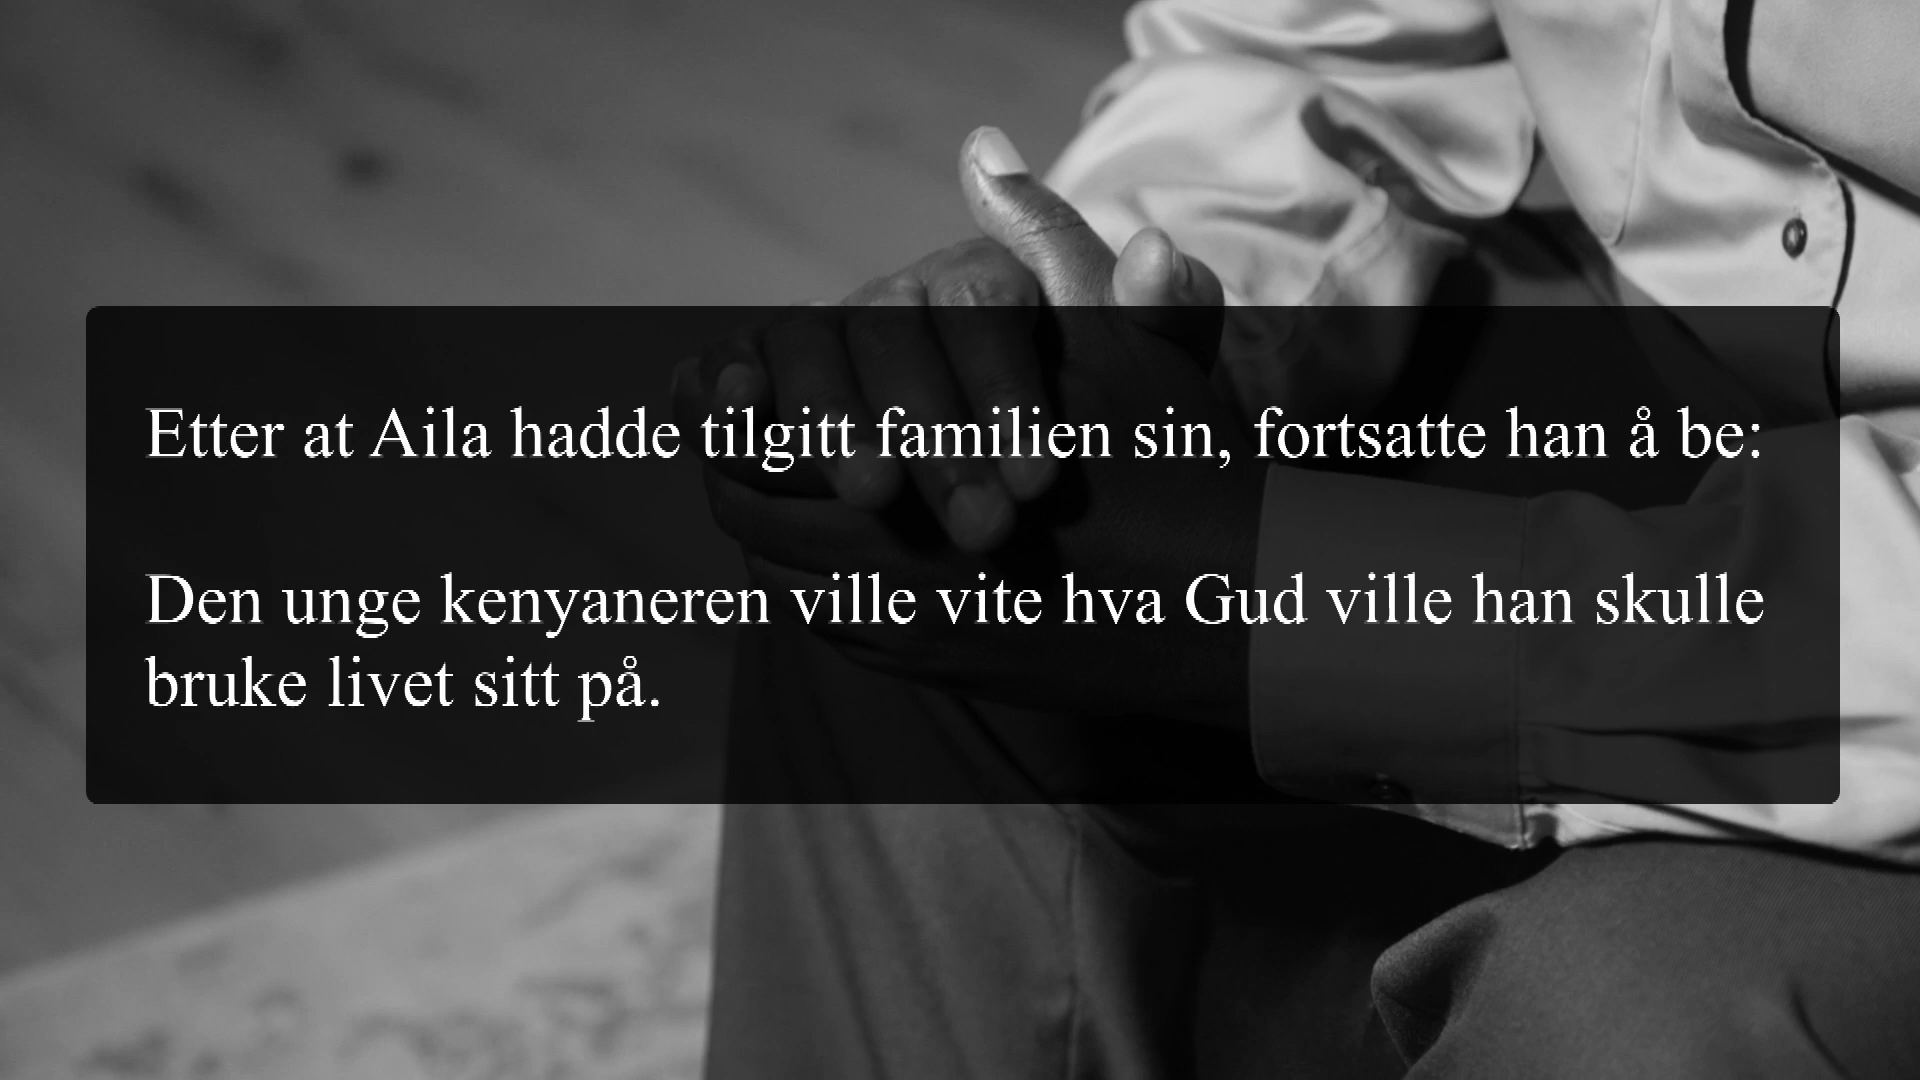 Etter at Aila hadde tilgitt familien sin, fortsatte han å be:
Den unge kenyaneren ville vite hva Gud ville han skulle
bruke livet sitt på.